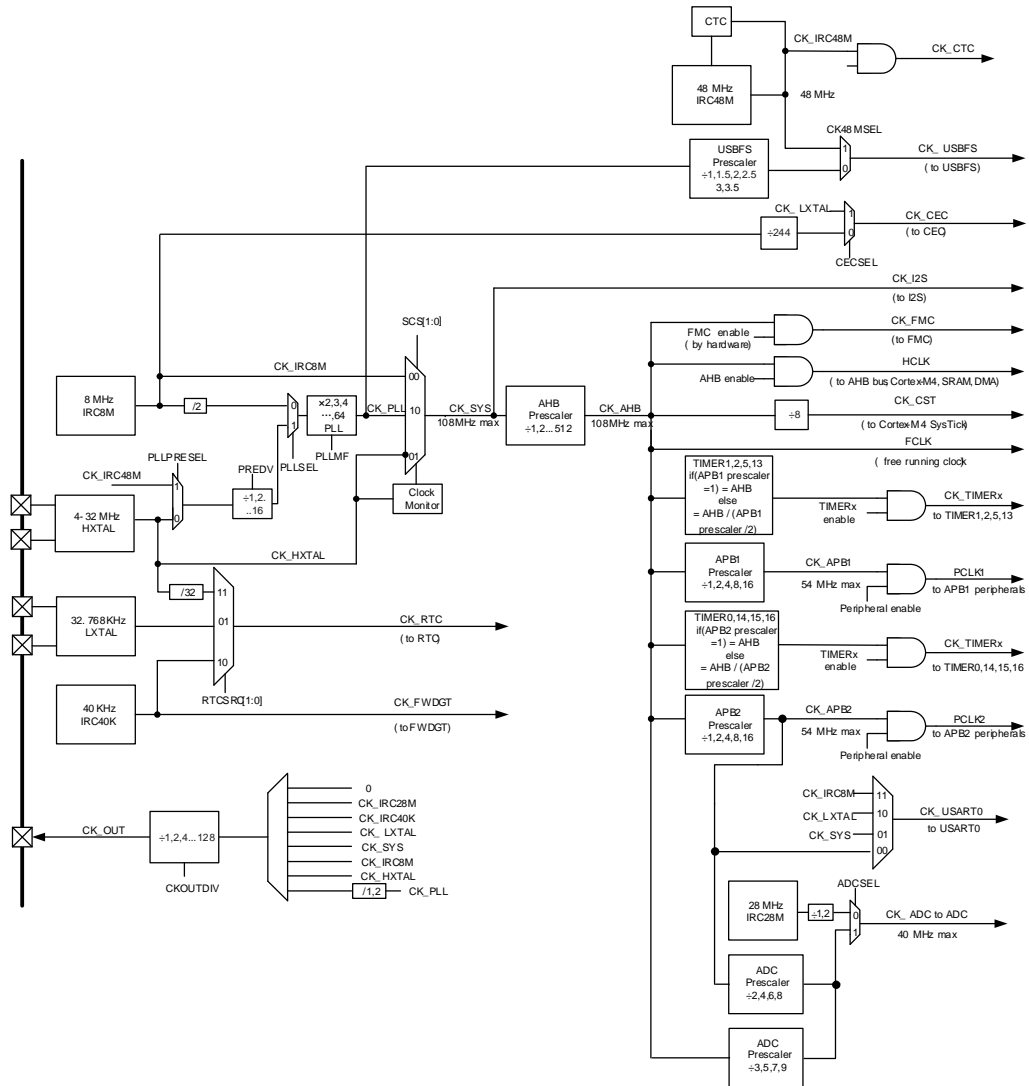 CTC
CK_IRC48M
CK_CTC
48 MHz
IRC48M
48 MHz
CK48MSEL
USBFS
Prescaler
÷1,1.5,2,2.5
3,3.5
1
0
CK_ USBFS
( to USBFS)
CK_ LXTAL
÷244
1
0
CK_CEC
( to CEC)
CECSEL
CK_I2S
(to I2S)
SCS[1:0]
FMC enable
( by hardware)
CK_FMC
(to FMC)
CK_IRC8M
00
HCLK
AHB enable
( to AHB bus,Cortex-M4, SRAM, DMA)
8 MHz
IRC8M
/2
0
1
×2,3,4
…,64
PLL
CK_PLL
10
CK_SYS
108MHz max
AHB
Prescaler
÷1,2...512
CK_AHB
108MHz max
÷8
CK_CST
(to Cortex-M4 SysTick)
PLLMF
PLLSEL
01
FCLK
( free running clock)
PLLPRESEL
CK_IRC48M
1
0
PREDV
÷1,2.
..16
Clock
Monitor
4-32 MHz
HXTAL
CK_HXTAL
TIMER1,2,5,13
if(APB1 prescaler
=1) = AHB
else
= AHB / (APB1
prescaler /2)
TIMERx
enable
CK_TIMERx
to TIMER1,2,5,13
/32
11
01
10
APB1
Prescaler
÷1,2,4,8,16
CK_APB1
54 MHz max
Peripheral enable
PCLK1
to APB1 peripherals
32.768KHz
LXTAL
CK_RTC
(to RTC)
TIMER0,14,15,16
if(APB2 prescaler
=1) = AHB
else
= AHB / (APB2
prescaler /2)
TIMERx
enable
CK_TIMERx
to TIMER0,14,15,16
40 KHz
IRC40K
RTCSRC[1:0]
CK_FWDGT
(to FWDGT)
APB2
Prescaler
÷1,2,4,8,16
CK_APB2
54 MHz max
Peripheral enable
PCLK2
to APB2 peripherals
CK_OUT
÷1,2,4...128
CKOUTDIV
0
CK_IRC28M
CK_IRC40K
CK_ LXTAL
CK_SYS
CK_IRC8M
CK_HXTAL
/1,2
CK_PLL
CK_IRC8M
CK_LXTAL
CK_SYS
11
10
01
00
CK_USART0
to USART0
28 MHz
IRC28M
÷1,2
ADCSEL
0
1
CK_ ADC to ADC
40 MHz max
ADC
Prescaler
÷2,4,6,8
ADC
Prescaler
÷3,5,7,9